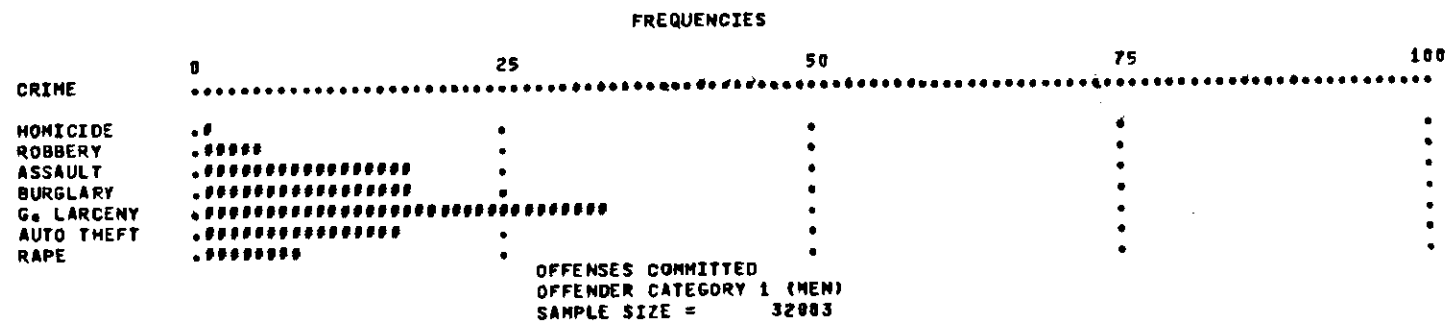 FREQUENCIES
0 25 50 75 100
CRIME
HOMICIDE
ROBBERY
ASSAULT
BURGLARY
G. LARCENY
AUTO THEFT
RAPE
OFFENSES COMMITTED
OFFENDER CATEGORY 1 (MEN)
SAMPLE SIZE =